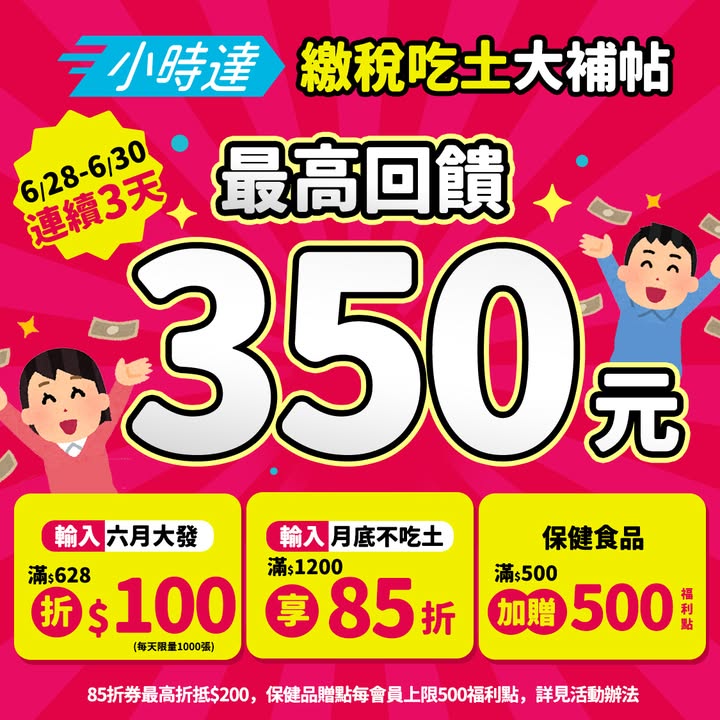 小時達 繳稅吃土大補帖
6/28-6/30
連續3天
最高回饋
350元
輸入 六月大發
滿$628
折 $100
(每天限量1000張)
輸入 月底不吃土
滿$1200
享 85折
保健食品
滿$500
加贈 500 福利點
85折券最高折抵$200，保健品贈點每會員上限500福利點，詳見活動辦法